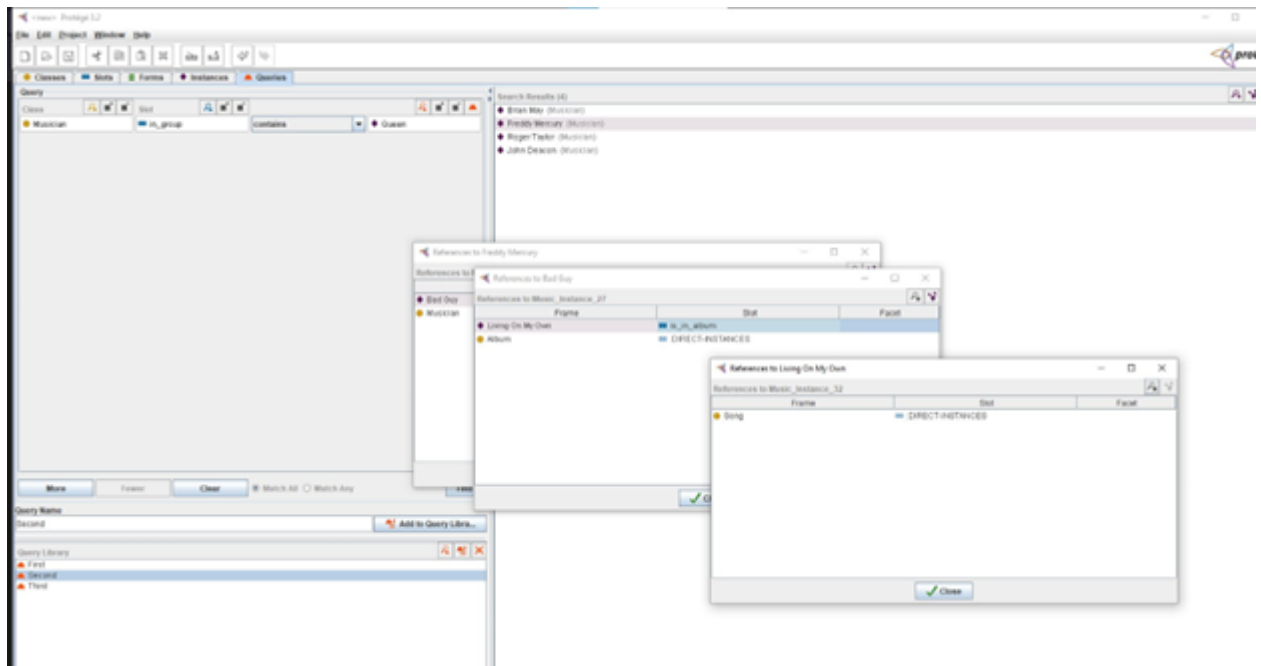 <new> Protégé 3.2
File Edit Project Window Help
Classes Slots Forms Instances Queries
Query
Class Slot
Musician in_group contains Queen
Search Results (4)
Brian May (Musician)
Freddy Mercury (Musician)
Roger Taylor (Musician)
John Deacon (Musician)
References to Freddy Mercury
References to
Bad Guy
Musician
References to Bad Guy
References to Music_Instance_27
Frame Slot Facet
Living On My Own is_in_album
Album :DIRECT-INSTANCES
References to Living On My Own
References to Music_Instance_32
Frame Slot Facet
Song :DIRECT-INSTANCES
Close
More Fewer Clear Match All Match Any Find
Query Name
Second Add to Query Libra...
Query Library
First
Second
Third